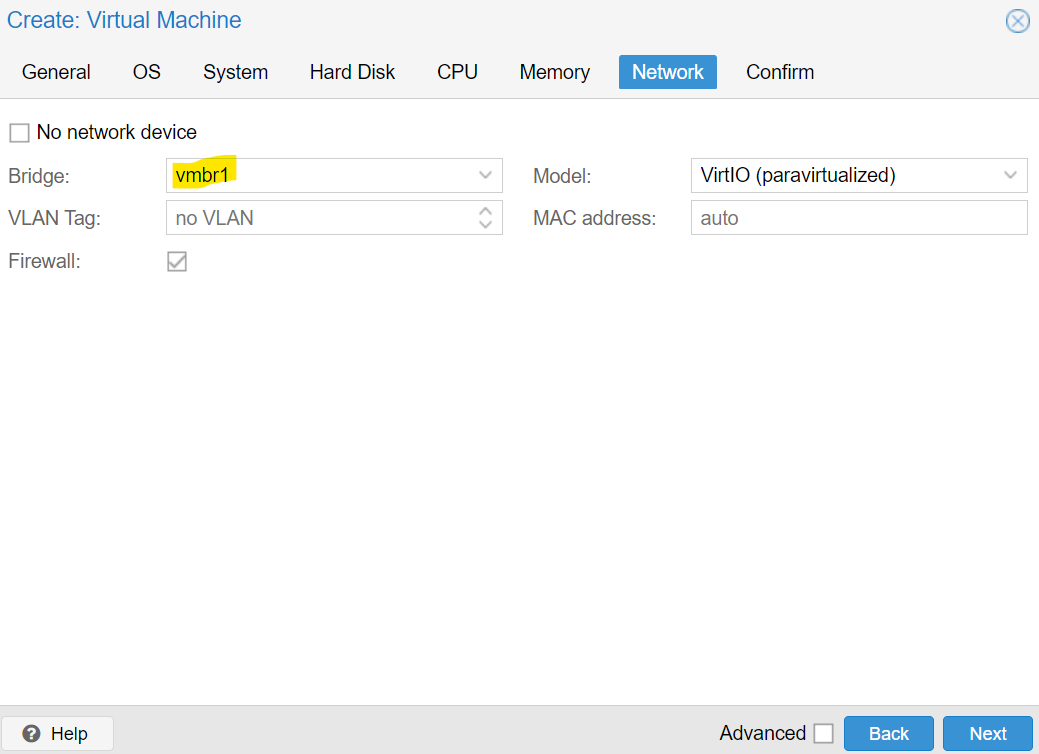 Create: Virtual Machine
General OS System Hard Disk CPU Memory Network Confirm
No network device
Bridge: vmbr1 Model: VirtIO (paravirtualized)
VLAN Tag: no VLAN MAC address: auto
Firewall:
Help Advanced Back Next